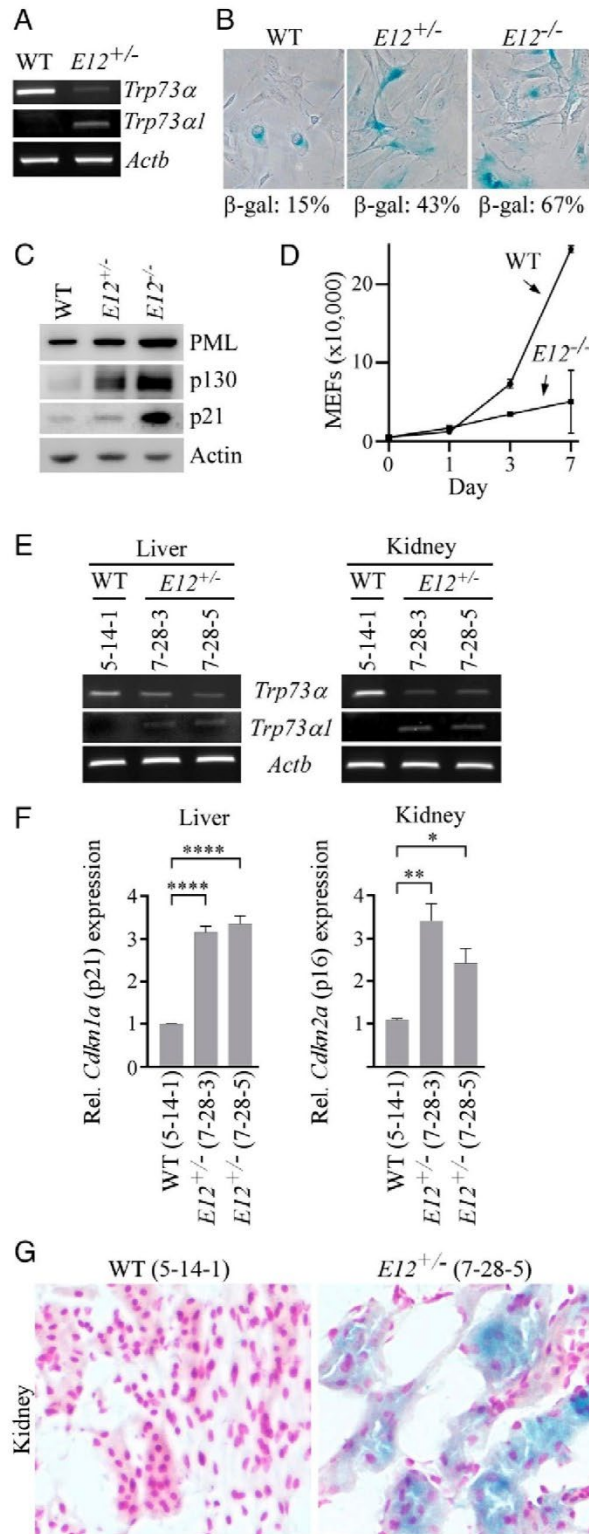 A
WT E12+/-
Trp73α
Trp73α1
Actb
B
WT E12+/- E12-/-
β-gal: 15% β-gal: 43% β-gal: 67%
C
WT E12+/- E12-/-
PML
p130
p21
Actin
D
MEFs (x10,000)
20
10
0
WT
E12-/-
0 1 3 7
Day
E
Liver Kidney
WT E12+/- WT E12+/-
5-14-1 7-28-3 7-28-5 5-14-1 7-28-3 7-28-5
Trp73α
Trp73α1
Actb
F
Liver
Rel. Cdkn1a (p21) expression
4
3
2
1
0
****
****
WT (5-14-1)
E12+/- (7-28-3)
E12+/- (7-28-5)
Kidney
Rel. Cdkn2a (p16) expression
4
3
2
1
*
**
WT (5-14-1)
E12+/- (7-28-3)
E12+/- (7-28-5)
G
WT (5-14-1) E12+/- (7-28-5)
Kidney